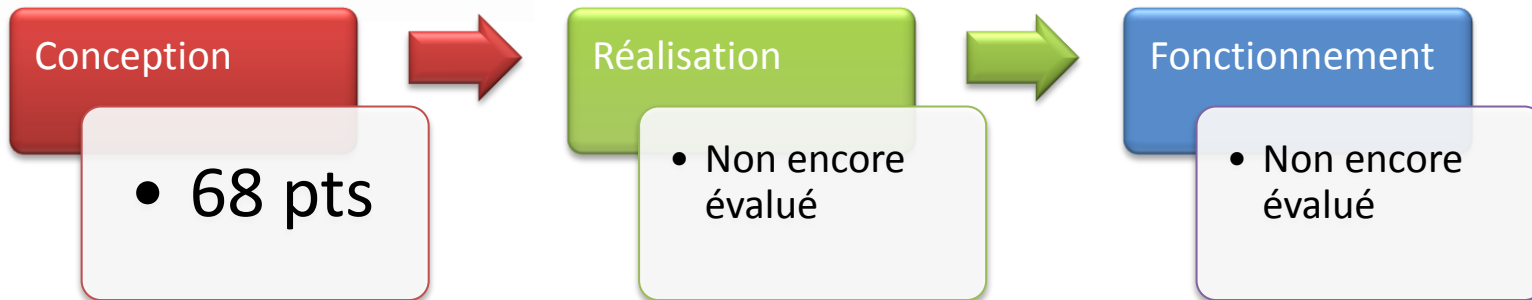 Conception
• 68 pts
Réalisation
• Non encore
évalué
Fonctionnement
• Non encore
évalué